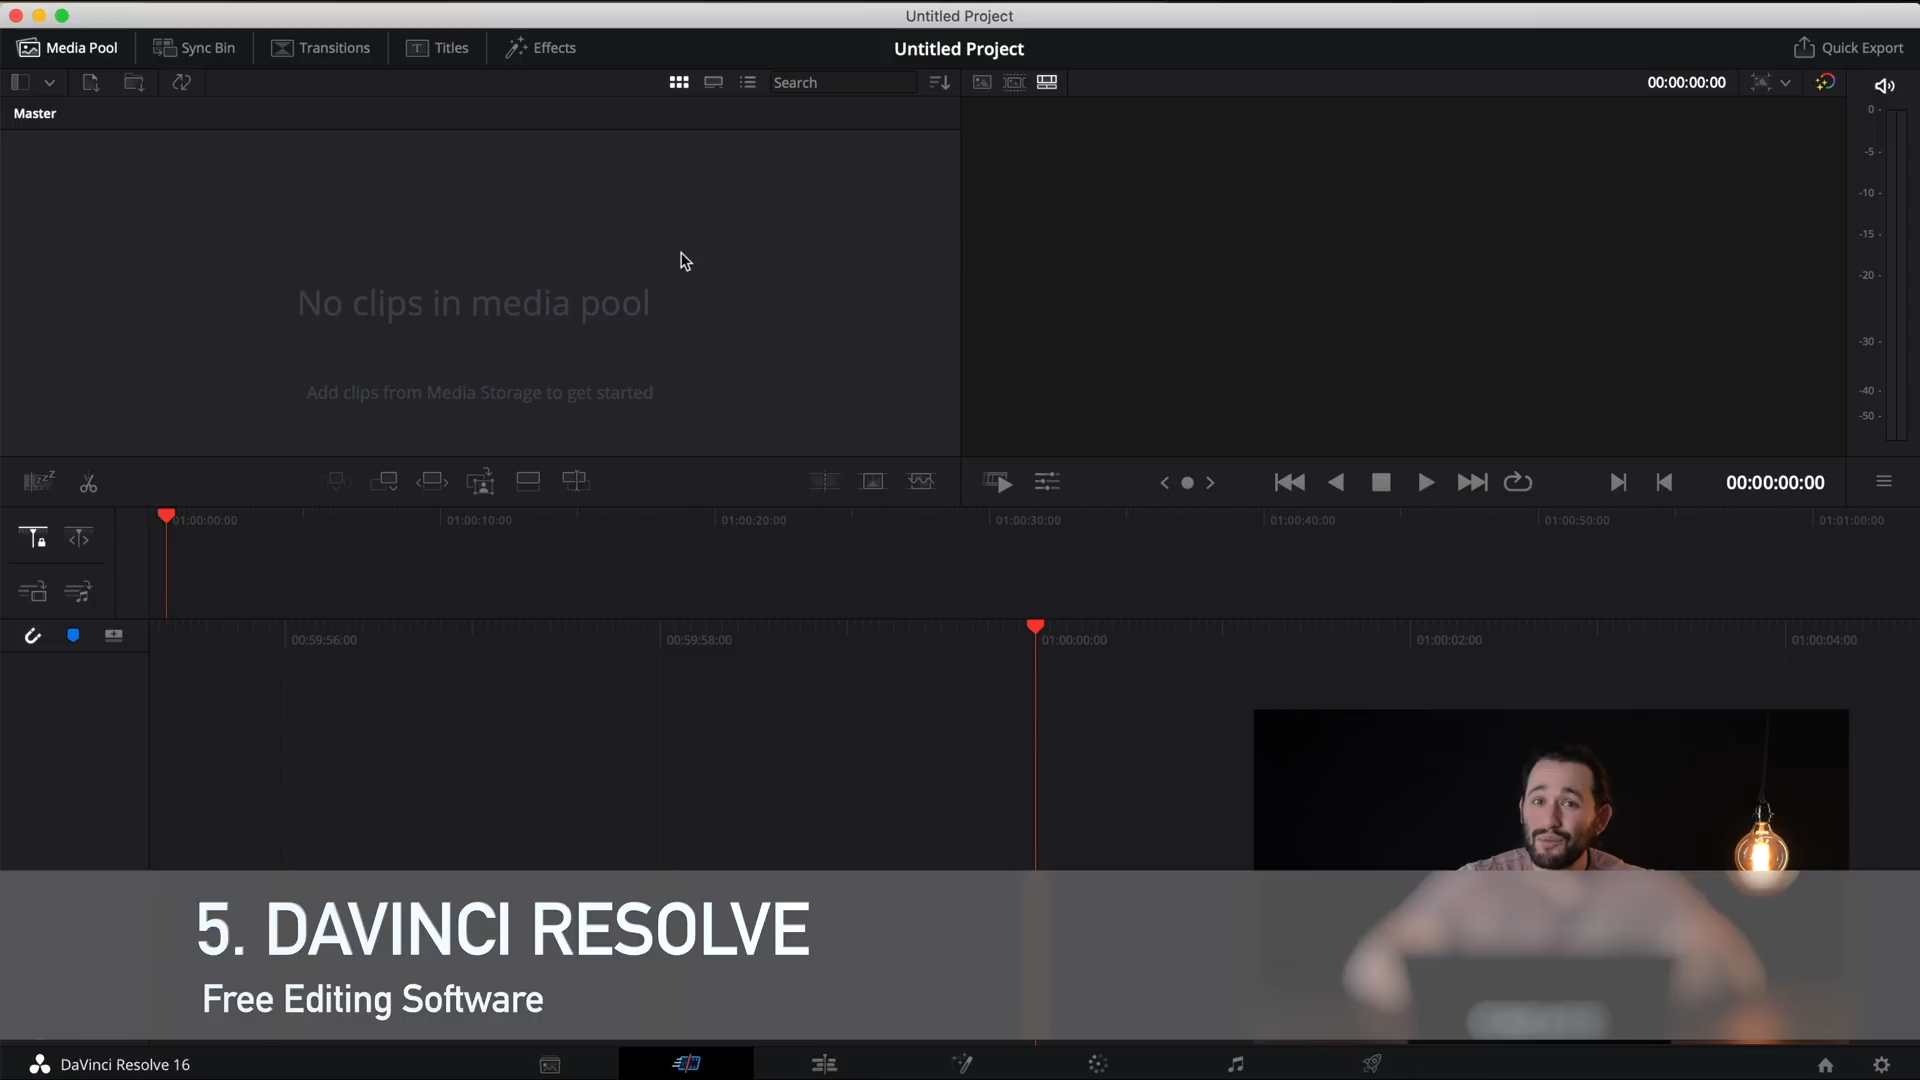 Untitled Project
Media Pool
Sync Bin
Transitions
Titles
Effects
Untitled Project
Quick Export
Search
00:00:00:00
Master
0
-5
-10
-15
-20
-30
-40
-50
No clips in media pool
Add clips from Media Storage to get started
00:00:00:00
01:00:00:00
01:00:10:00
01:00:20:00
01:00:30:00
01:00:40:00
01:00:50:00
01:01:00:00
00:59:56:00
00:59:58:00
01:00:00:00
01:00:02:00
01:00:04:00
5. DAVINCI RESOLVE
Free Editing Software
DaVinci Resolve 16